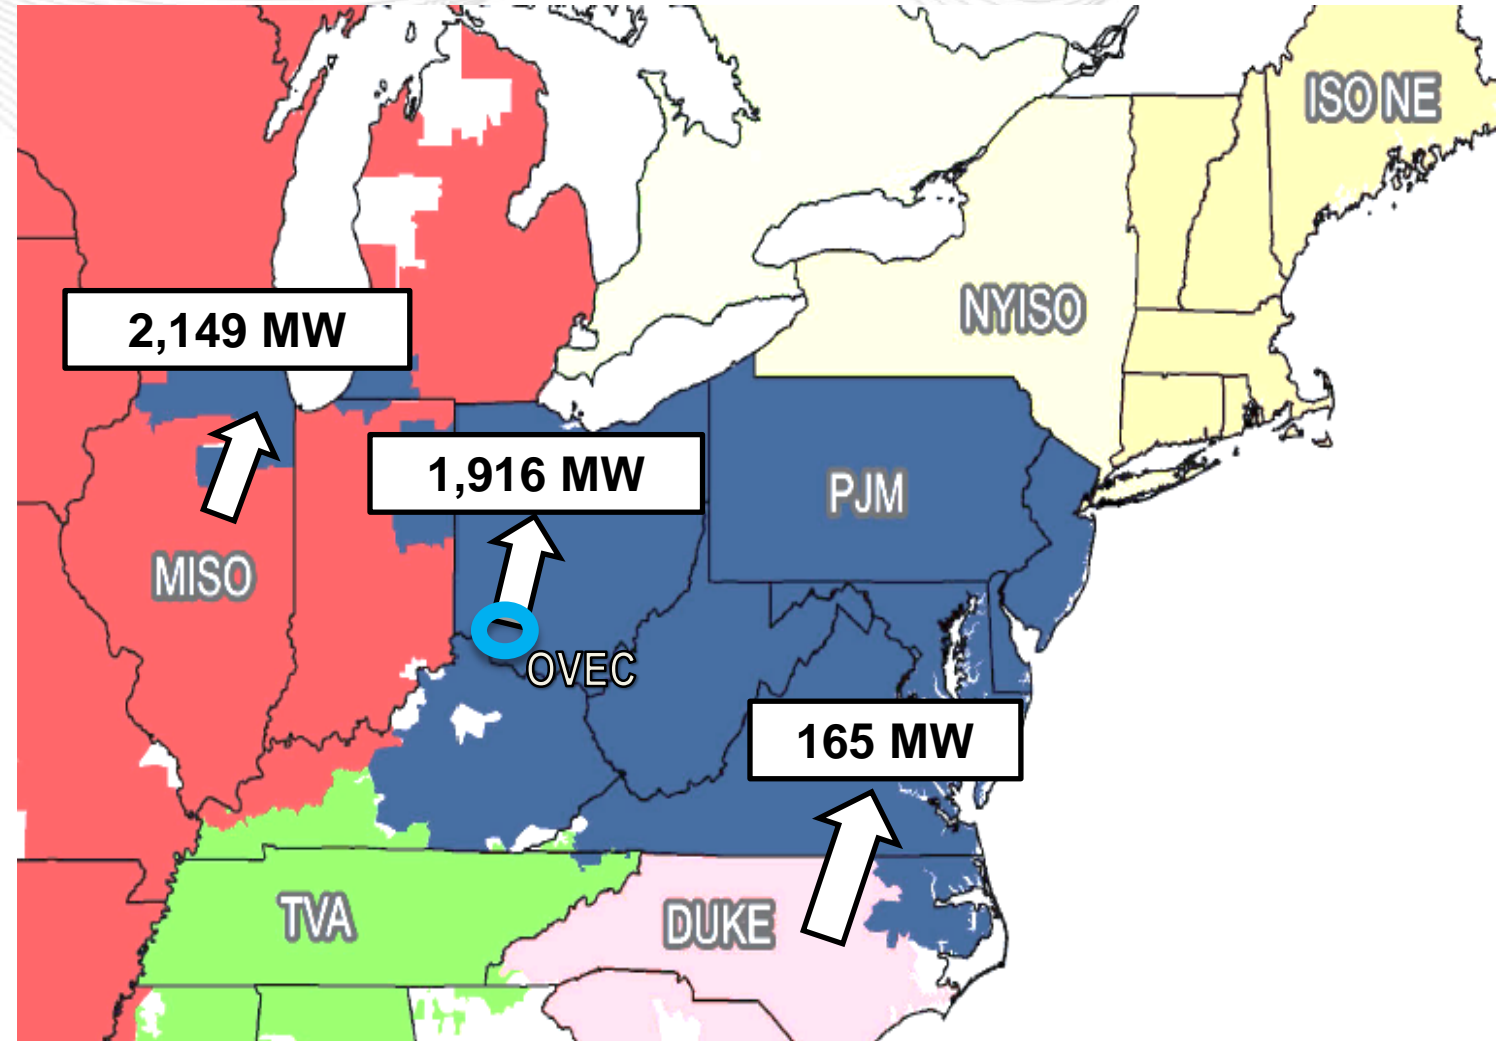 ISO NE
NYISO
2,149 MW
1,916 MW
PJM
MISO
OVEC
165 MW
TVA
DUKE